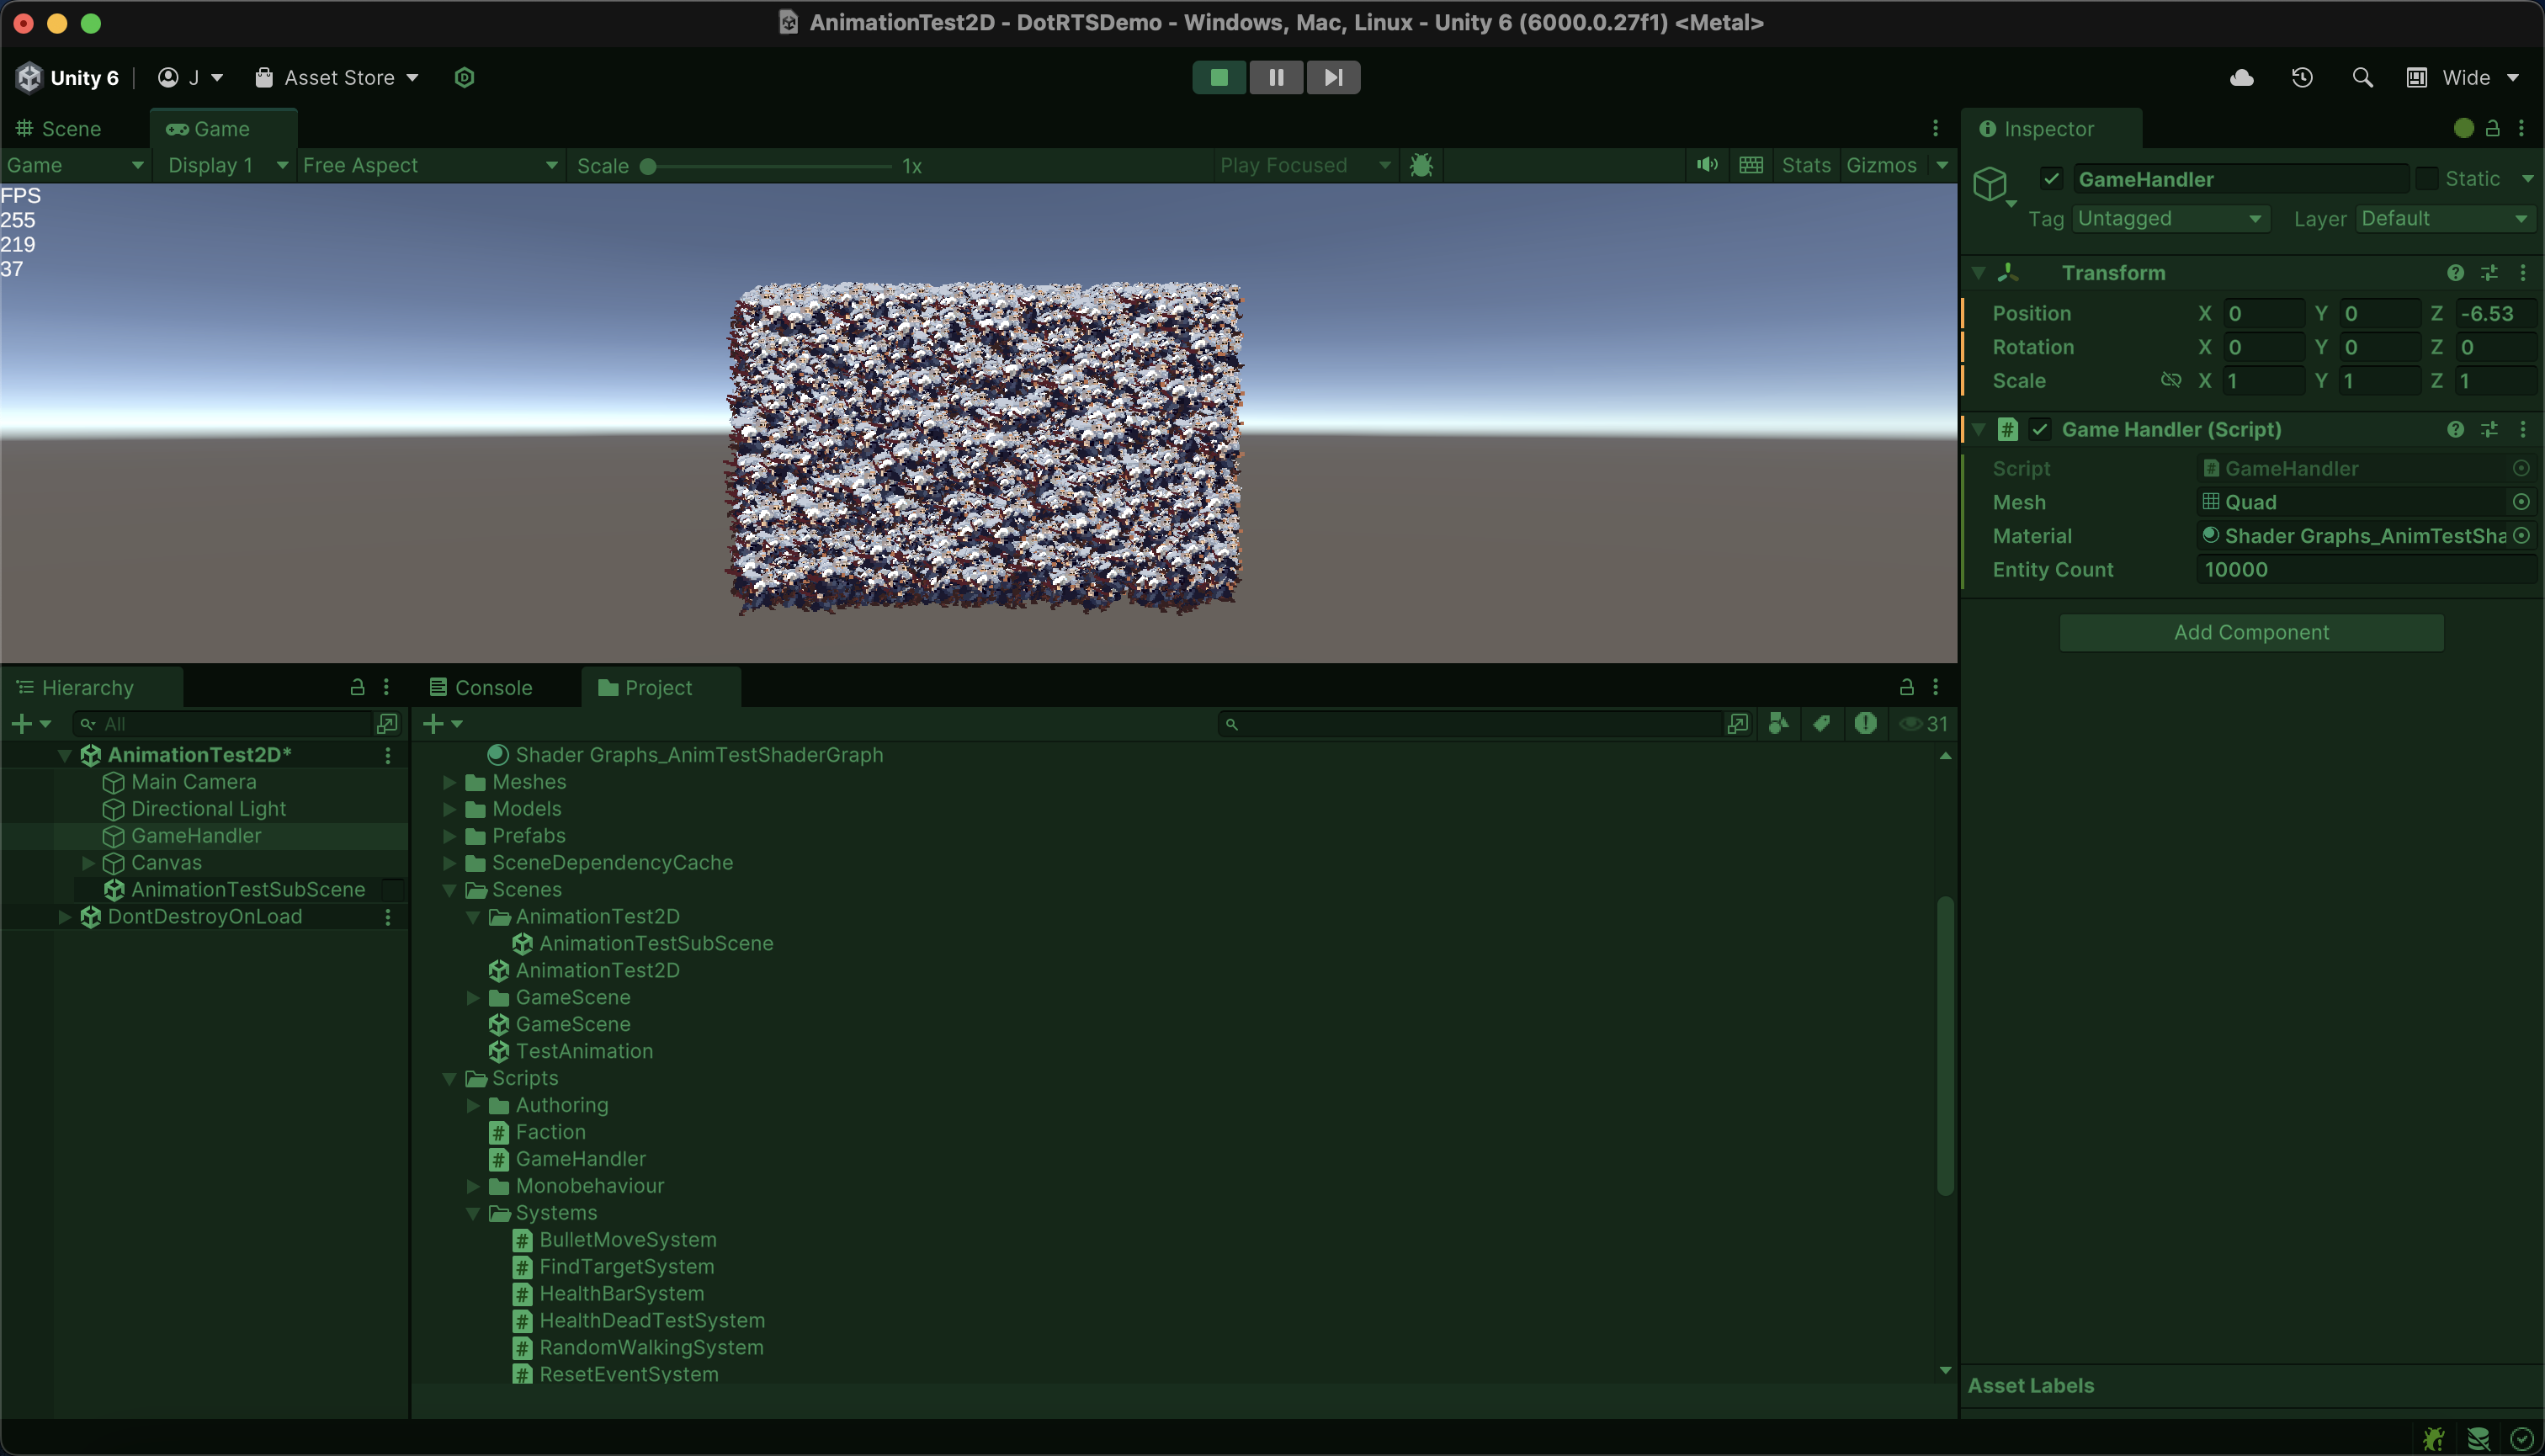 AnimationTest2D - DotRTSDemo - Windows, Mac, Linux - Unity 6 (6000.0.27f1) <Metal>
Unity 6 J Asset Store Wide
Scene Game
Game Display 1 Free Aspect Scale 1x Play Focused Stats Gizmos
FPS
255
219
37
Inspector
GameHandler Static
Tag Untagged Layer Default
Transform
Position X 0 Y 0 Z -6.53
Rotation X 0 Y 0 Z 0
Scale X 1 Y 1 Z 1
Game Handler (Script)
Script GameHandler
Mesh Quad
Material Shader Graphs_AnimTestSha
Entity Count 10000
Add Component
Asset Labels
Hierarchy
All
AnimationTest2D*
Main Camera
Directional Light
GameHandler
Canvas
AnimationTestSubScene
DontDestroyOnLoad
Console Project
31
Shader Graphs_AnimTestShaderGraph
Meshes
Models
Prefabs
SceneDependencyCache
Scenes
AnimationTest2D
AnimationTestSubScene
AnimationTest2D
GameScene
GameScene
TestAnimation
Scripts
Authoring
Faction
GameHandler
Monobehaviour
Systems
BulletMoveSystem
FindTargetSystem
HealthBarSystem
HealthDeadTestSystem
RandomWalkingSystem
ResetEventSystem